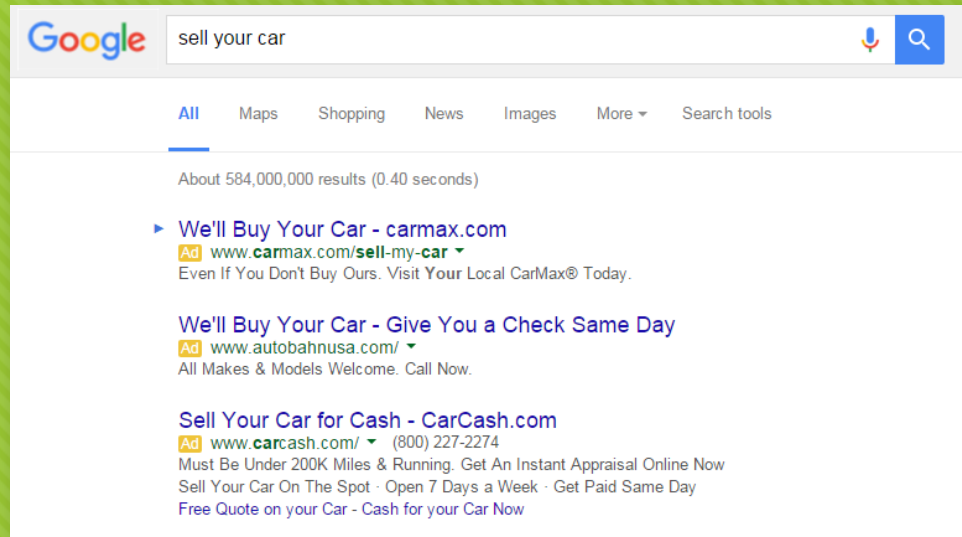 Google
sell your car
All Maps Shopping News Images More Search tools
About 584,000,000 results (0.40 seconds)
We'll Buy Your Car - carmax.com
Ad www.carmax.com/sell-my-car
Even If You Don't Buy Ours. Visit Your Local CarMax® Today.
We'll Buy Your Car - Give You a Check Same Day
Ad www.autobahnusa.com/
All Makes & Models Welcome. Call Now.
Sell Your Car for Cash - CarCash.com
Ad www.carcash.com/ (800) 227-2274
Must Be Under 200K Miles & Running. Get An Instant Appraisal Online Now
Sell Your Car On The Spot · Open 7 Days a Week · Get Paid Same Day
Free Quote on your Car - Cash for your Car Now